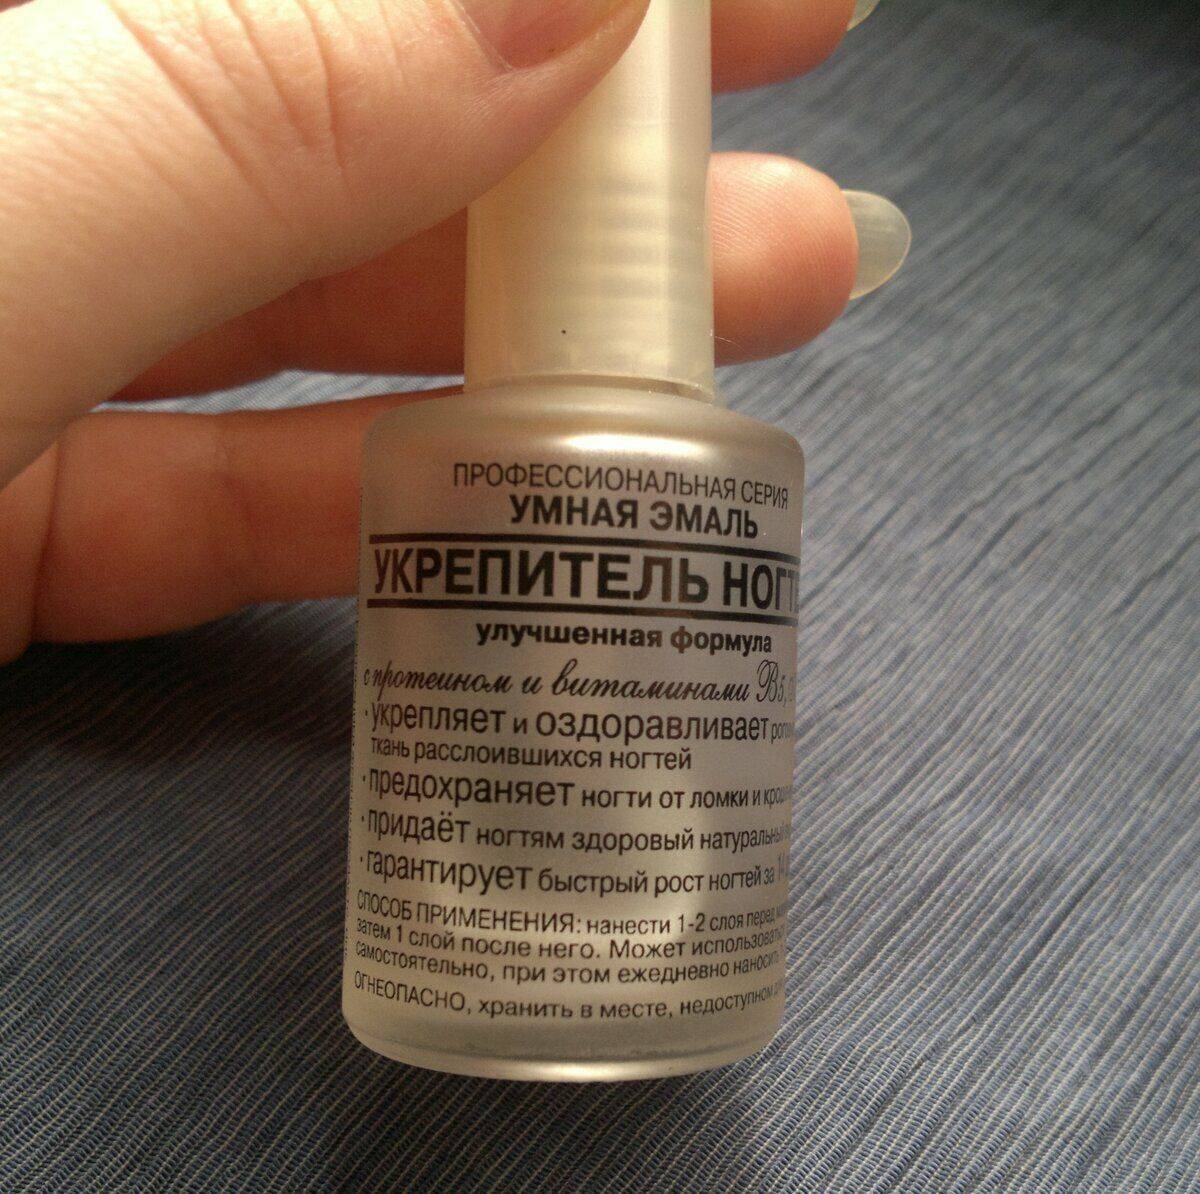 ПРОФЕССИОНАЛЬНАЯ СЕРИЯ
УМНАЯ ЭМАЛЬ
УКРЕПИТЕЛЬ
улучшенная формула
с протеином и витаминами В5,
·укрепляет и оздоравливает
ткань расслоившихся ногтей
·предохраняет ногти от ломки и
·придаёт ногтям здоровый
·гарантирует быстрый рост ногтей за 14
СПОСОБ ПРИМЕНЕНИЯ: нанести 1-2 слоя перед
затем 1 слой после него. Может
самостоятельно, при этом ежедневно наносить
ОГНЕОПАСНО, хранить в месте, недоступном